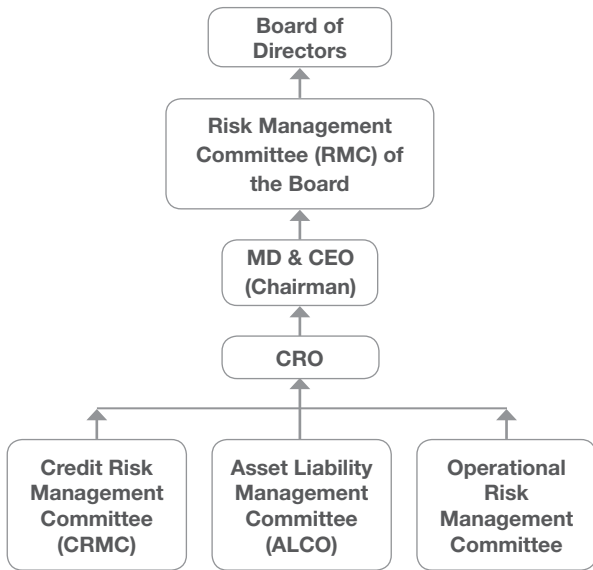 Board of
Directors
Risk Management
Committee (RMC) of
the Board
MD & CEO
(Chairman)
CRO
Credit Risk
Management
Committee
(CRMC)
Asset Liability
Management
Committee
(ALCO)
Operational
Risk
Management
Committee